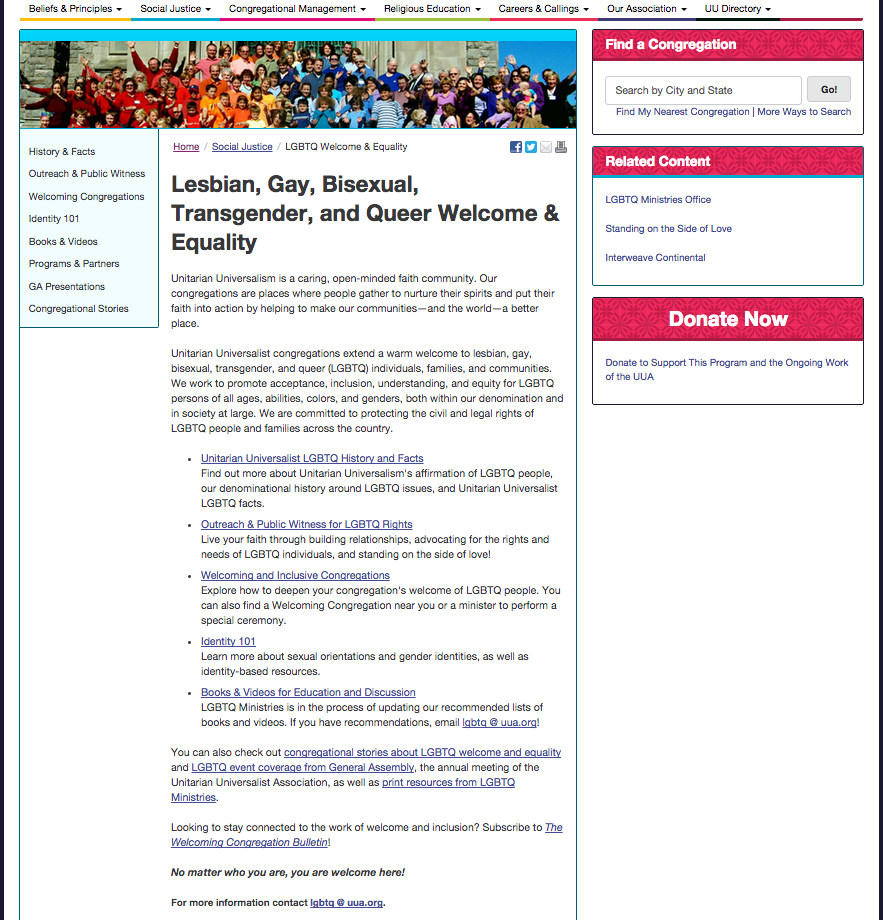 Beliefs & Principles Social Justice Congregational Management Religious Education Careers & Callings Our Association UU Directory
History & Facts
Outreach & Public Witness
Welcoming Congregations
Identity 101
Books & Videos
Programs & Partners
GA Presentations
Congregational Stories
Home / Social Justice / LGBTQ Welcome & Equality
Lesbian, Gay, Bisexual,
Transgender, and Queer Welcome &
Equality
Unitarian Universalism is a caring, open-minded faith community. Our
congregations are places where people gather to nurture their spirits and put their
faith into action by helping to make our communities—and the world—a better
place.
Unitarian Universalist congregations extend a warm welcome to lesbian, gay,
bisexual, transgender, and queer (LGBTQ) individuals, families, and communities.
We work to promote acceptance, inclusion, understanding, and equity for LGBTQ
persons of all ages, abilities, colors, and genders, both within our denomination and
in society at large. We are committed to protecting the civil and legal rights of
LGBTQ people and families across the country.
• Unitarian Universalist LGBTQ History and Facts
Find out more about Unitarian Universalism's affirmation of LGBTQ people,
our denominational history around LGBTQ issues, and Unitarian Universalist
LGBTQ facts.
• Outreach & Public Witness for LGBTQ Rights
Live your faith through building relationships, advocating for the rights and
needs of LGBTQ individuals, and standing on the side of love!
• Welcoming and Inclusive Congregations
Explore how to deepen your congregation's welcome of LGBTQ people. You
can also find a Welcoming Congregation near you or a minister to perform a
special ceremony.
• Identity 101
Learn more about sexual orientations and gender identities, as well as
identity-based resources.
• Books & Videos for Education and Discussion
LGBTQ Ministries is in the process of updating our recommended lists of
books and videos. If you have recommendations, email lgbtq @ uua.org!
You can also check out congregational stories about LGBTQ welcome and equality
and LGBTQ event coverage from General Assembly, the annual meeting of the
Unitarian Universalist Association, as well as print resources from LGBTQ
Ministries.
Looking to stay connected to the work of welcome and inclusion? Subscribe to The
Welcoming Congregation Bulletin!
No matter who you are, you are welcome here!
For more information contact lgbtq @ uua.org.
Find a Congregation
Search by City and State Go!
Find My Nearest Congregation | More Ways to Search
Related Content
LGBTQ Ministries Office
Standing on the Side of Love
Interweave Continental
Donate Now
Donate to Support This Program and the Ongoing Work
of the UUA